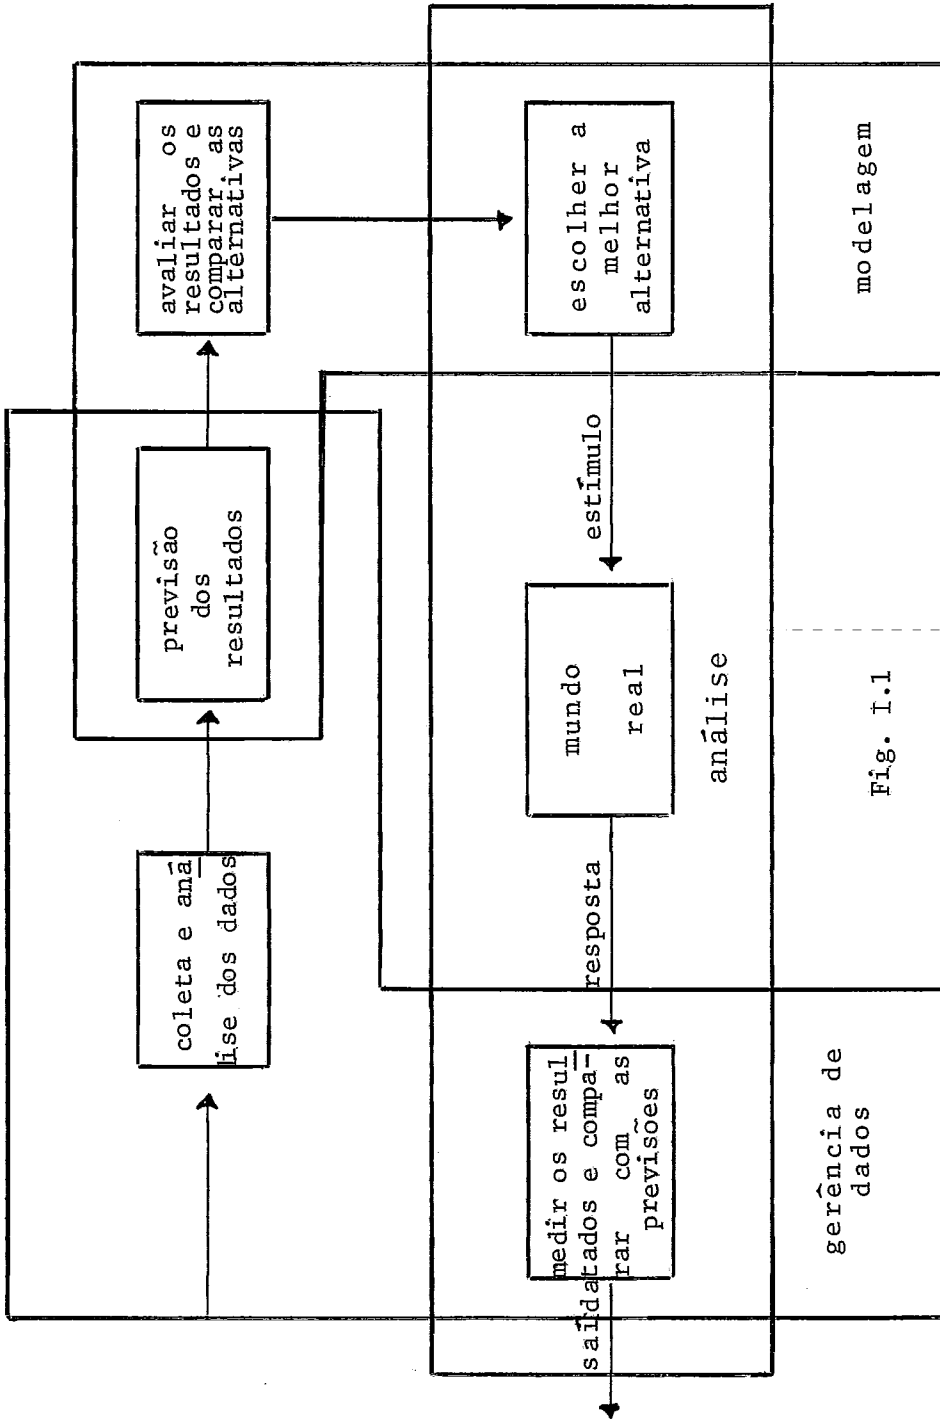 coleta e aná
lise dos dados
previsão
dos
resultados
avaliar os
resultados e
comparar as
alternativas
saída
medir os resul
tados e compa-
rar com as
previsões
resposta
mundo
real
estímulo
escolher a
melhor
alternativa
análise
gerência de
dados
Fig. I.1
modelagem